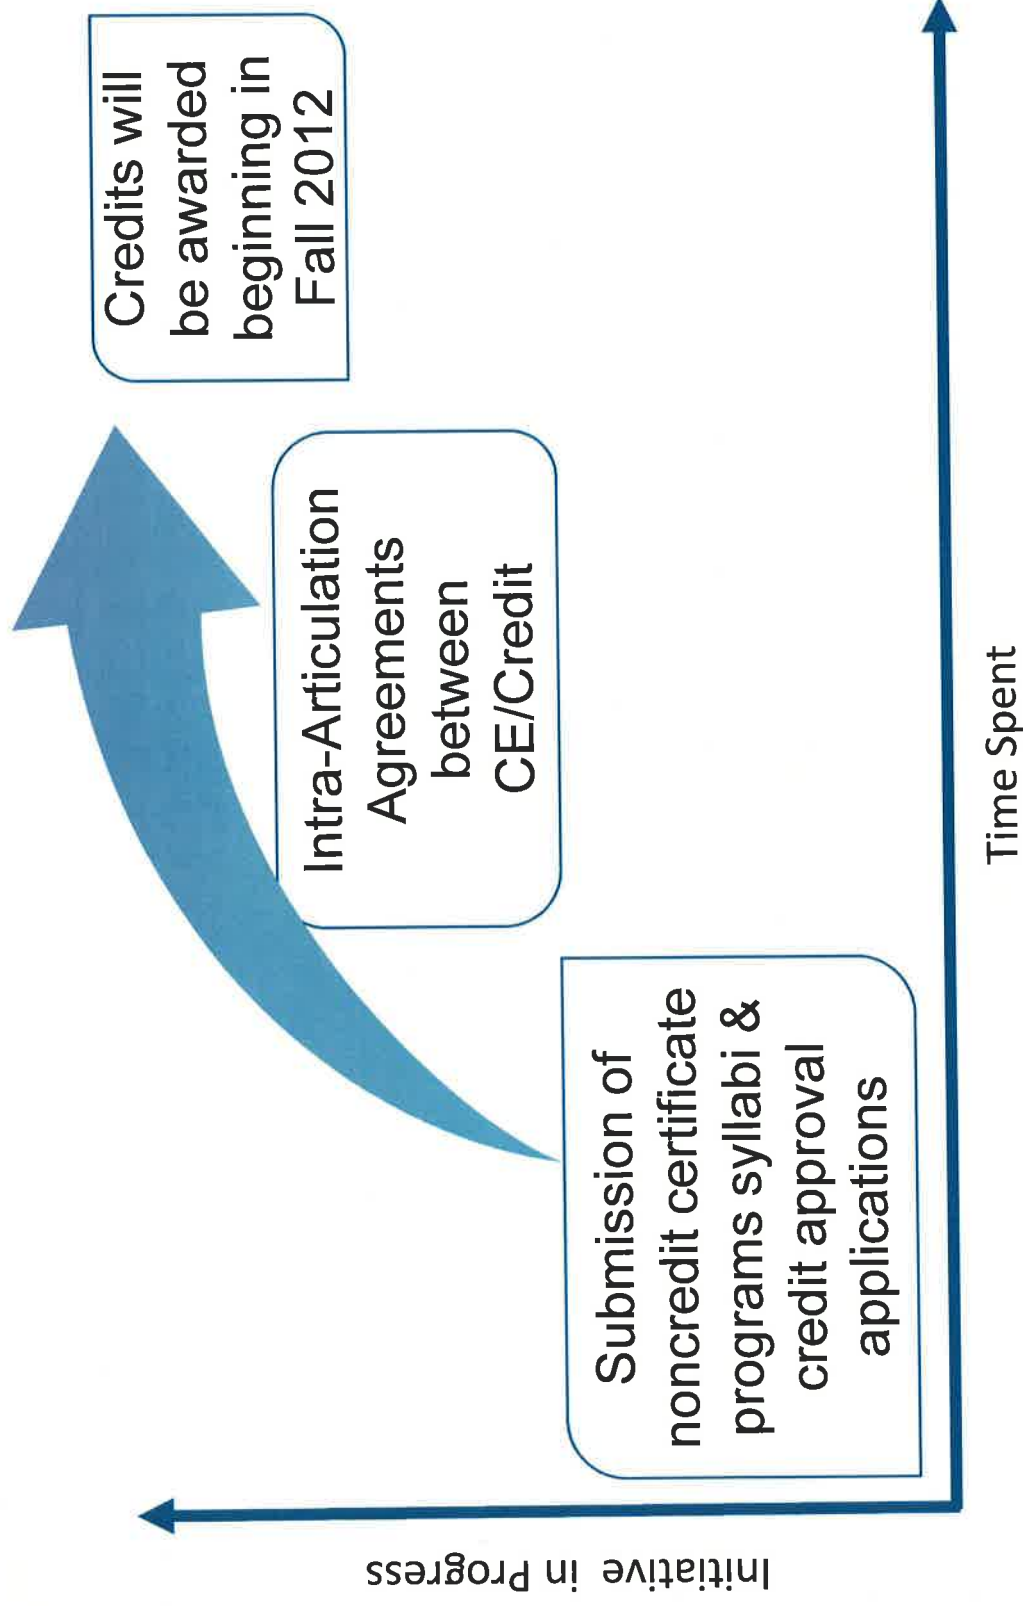 Credits will
be awarded
beginning in
Fall 2012
Intra-Articulation
Agreements
between
CE/Credit
Submission of
noncredit certificate
programs syllabi &
credit approval
applications
Initiative in Progress
Time Spent